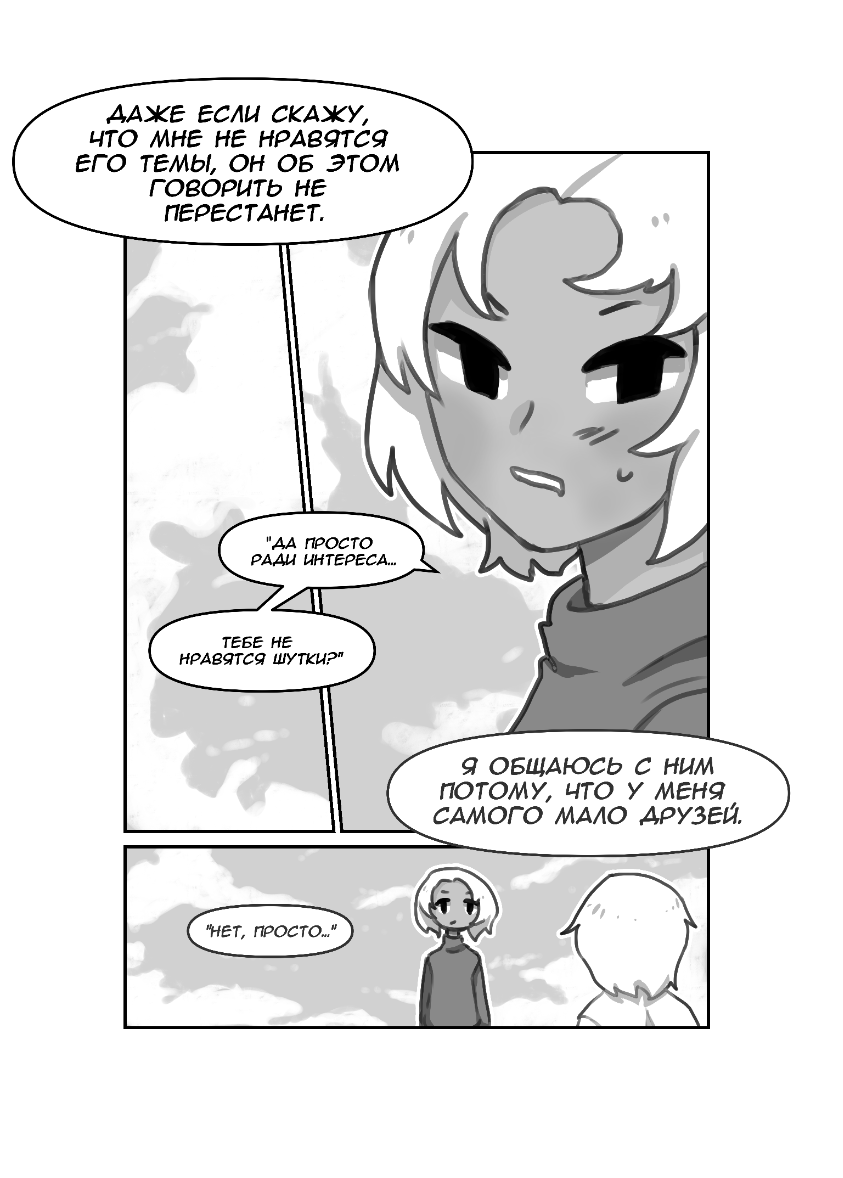 ДАЖЕ ЕСЛИ СКАЖУ,
ЧТО МНЕ НЕ НРАВЯТСЯ
ЕГО ТЕМЫ, ОН ОБ ЭТОМ
ГОВОРИТЬ НЕ
ПЕРЕСТАНЕТ.
"ДА ПРОСТО
РАДИ ИНТЕРЕСА...
ТЕБЕ НЕ
НРАВЯТСЯ ШУТКИ?"
Я ОБЩАЮСЬ С НИМ
ПОТОМУ, ЧТО У МЕНЯ
САМОГО МАЛО ДРУЗЕЙ.
"НЕТ, ПРОСТО..."